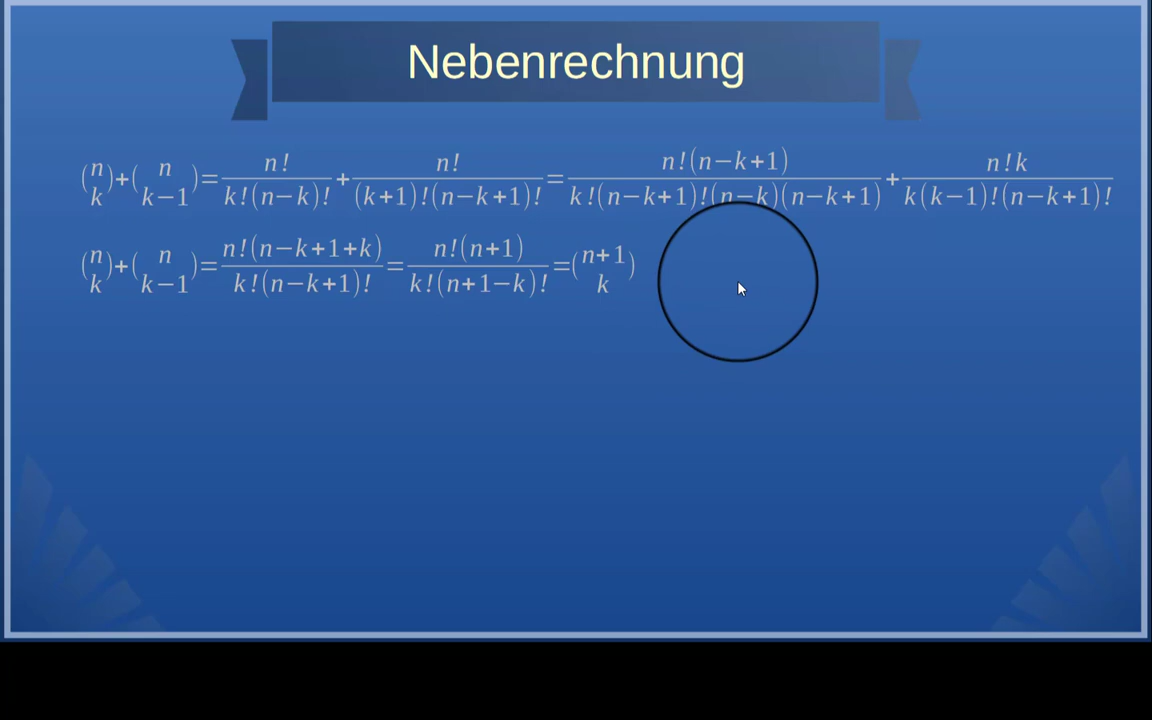 Nebenrechnung
(n k)+(n k−1)=n!/k!(n−k)!+n!/(k+1)!(n−k+1)!=n!(n−k+1)/k!(n−k+1)!(n−k)(n−k+1)+n!k/k(k−1)!(n−k+1)!
(n k)+(n k−1)=n!(n−k+1+k)/k!(n−k+1)!=n!(n+1)/k!(n+1−k)!=(n+1 k)